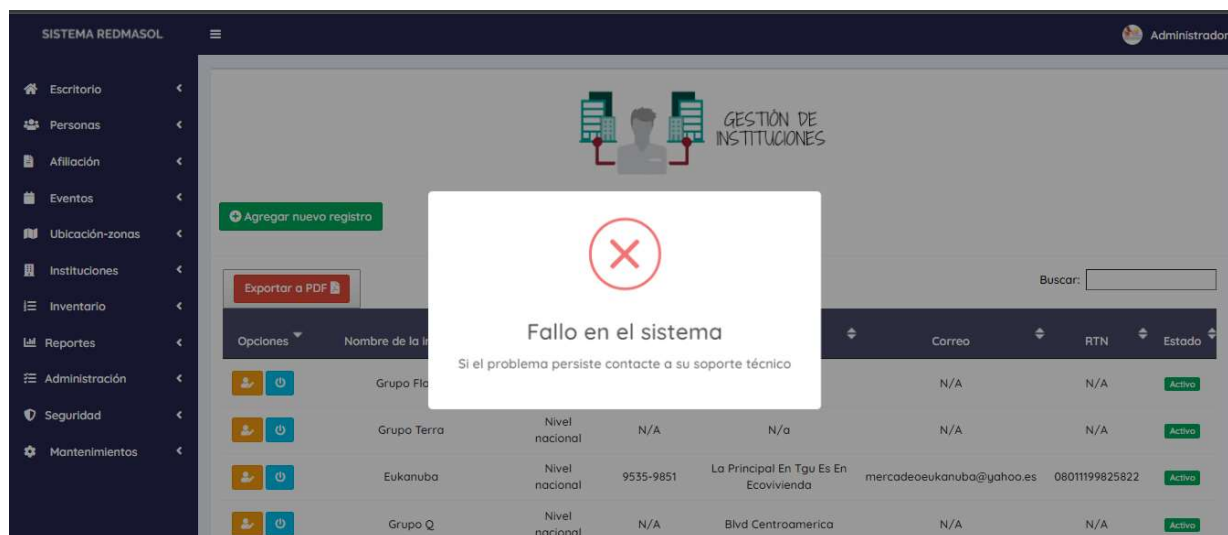 SISTEMA REDMASOL
Administrador
Escritorio
Personas
Afiliación
Eventos
Ubicación-zonas
Instituciones
Inventario
Reportes
Administración
Seguridad
Mantenimientos
GESTIÓN DE
INSTITUCIONES
Agregar nuevo registro
Exportar a PDF
Buscar:
Fallo en el sistema
Si el problema persiste contacte a su soporte técnico
Opciones Nombre de la Correo RTN Estado
Grupo N/A N/A Activo
Grupo Terra Nivel nacional N/A N/a N/A N/A Activo
Eukanuba Nivel nacional 9535-9851 La Principal En Tgu Es En Ecovivienda mercadeoeukanuba@yahoo.es 08011199825822 Activo
Grupo Q Nivel nacional N/A Blvd Centroamerica N/A N/A Activo